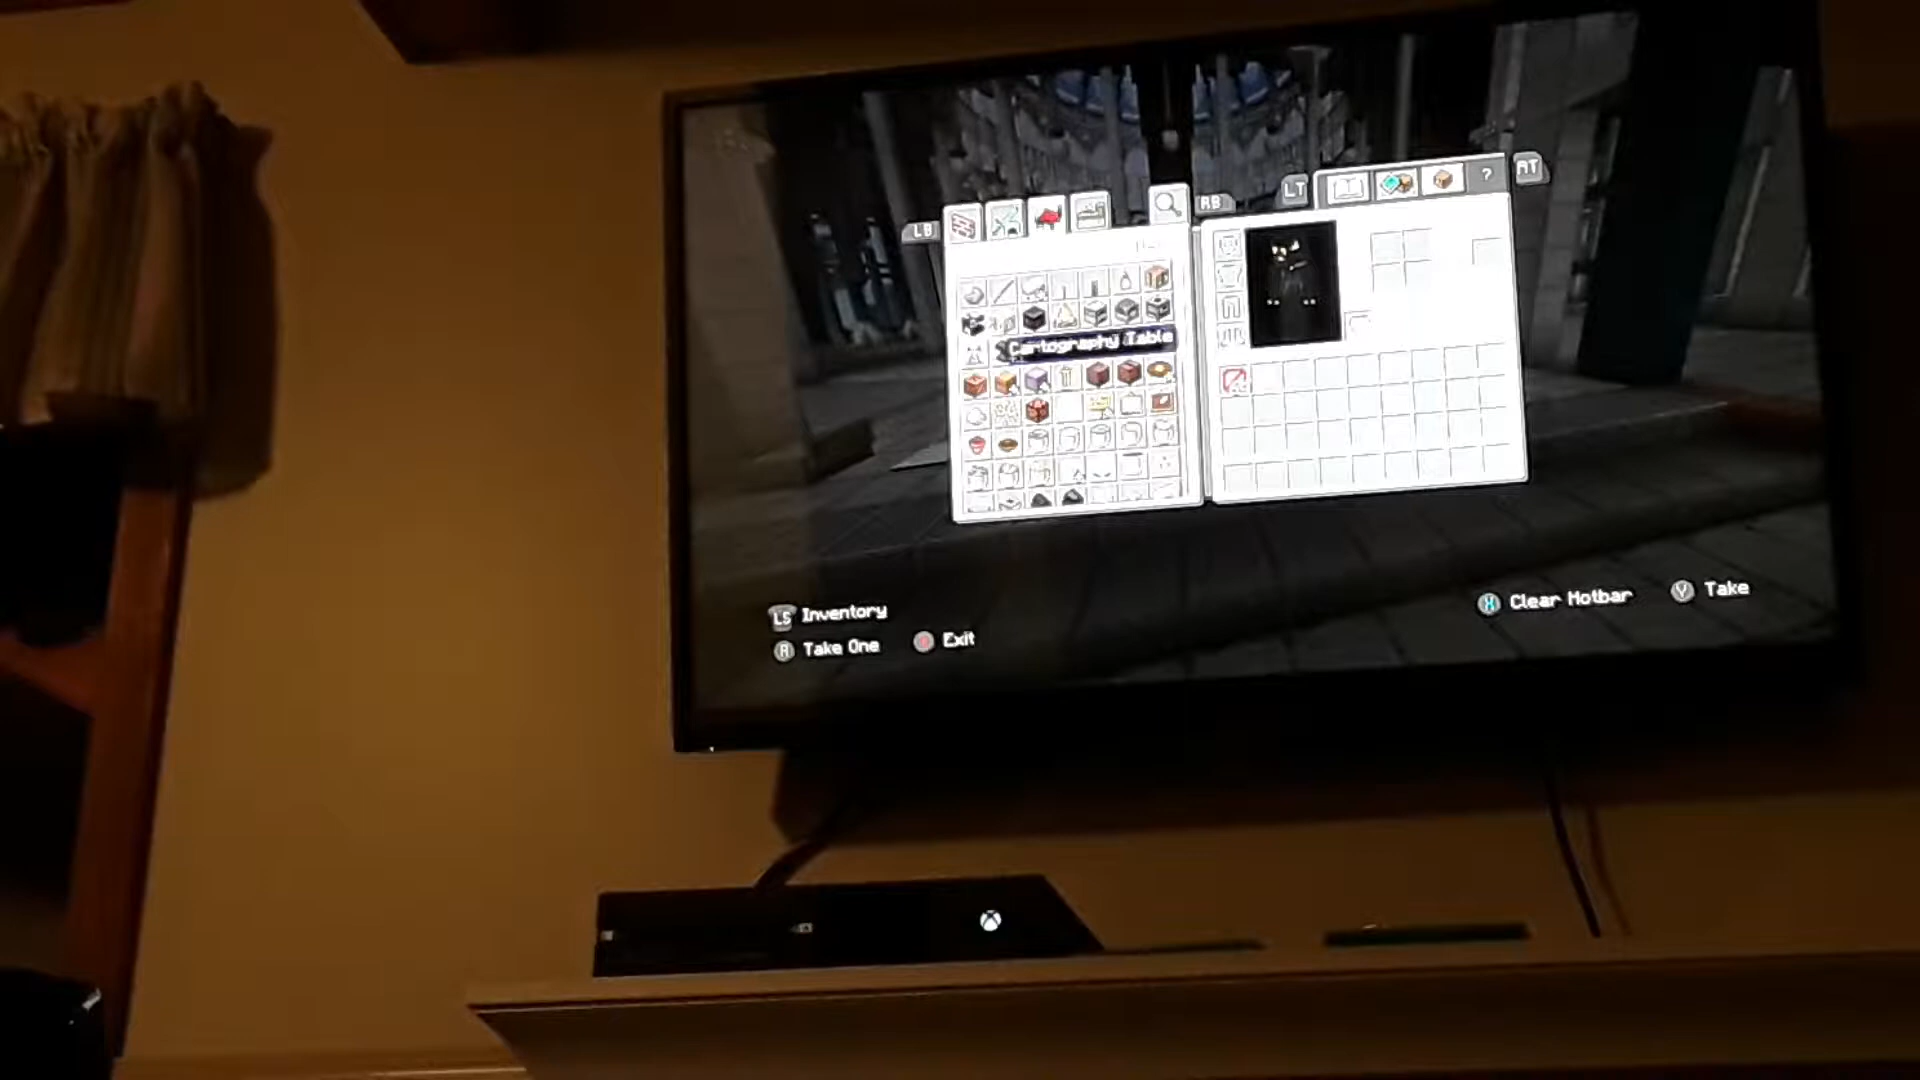 RT
LT
RB
?
LB
Cartography Table
LS Inventory
X Clear Hotbar
Y Take
A Take One
Exit